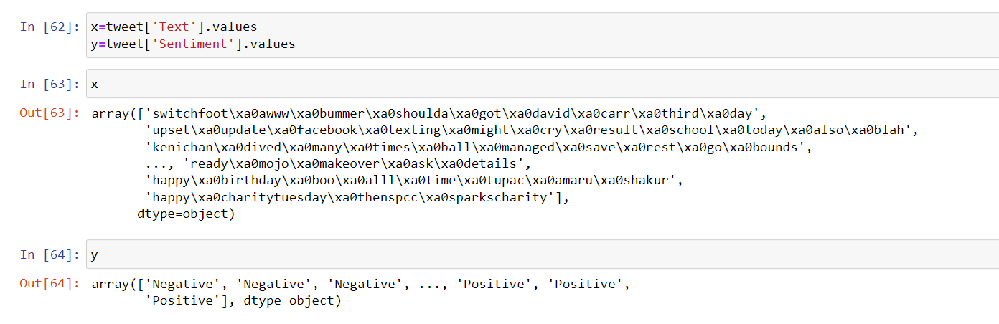 In [62]: x=tweet['Text'].values
y=tweet['Sentiment'].values
In [63]: x
Out[63]: array(['switchfoot\xa0awww\xa0bummer\xa0shoulda\xa0got\xa0david\xa0carr\xa0third\xa0day',
'upset\xa0update\xa0facebook\xa0texting\xa0might\xa0cry\xa0result\xa0school\xa0today\xa0also\xa0blah',
'kenichan\xa0dived\xa0many\xa0times\xa0ball\xa0managed\xa0save\xa0rest\xa0go\xa0bounds',
..., 'ready\xa0mojo\xa0makeover\xa0ask\xa0details',
'happy\xa0birthday\xa0boo\xa0alll\xa0time\xa0tupac\xa0amaru\xa0shakur',
'happy\xa0charitytuesday\xa0thenspcc\xa0sparkscharity'],
dtype=object)
In [64]: y
Out[64]: array(['Negative', 'Negative', 'Negative', ..., 'Positive', 'Positive',
'Positive'], dtype=object)